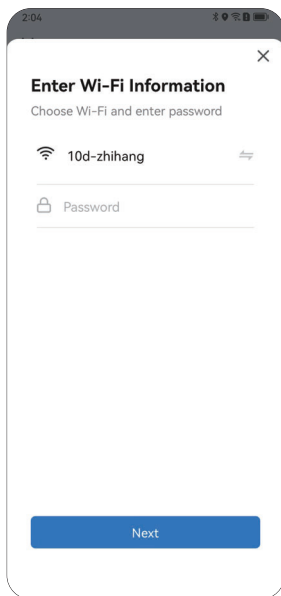 2:04
Enter Wi-Fi Information
Choose Wi-Fi and enter password
10d-zhihang
Password
Next